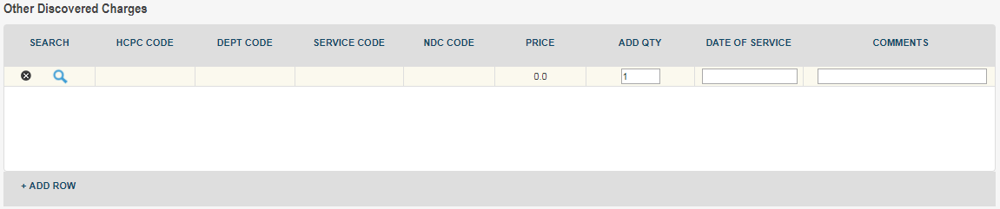 Other Discovered Charges
SEARCH HCPC CODE DEPT CODE SERVICE CODE NDC CODE PRICE ADD QTY DATE OF SERVICE COMMENTS
0.0 1
+ ADD ROW